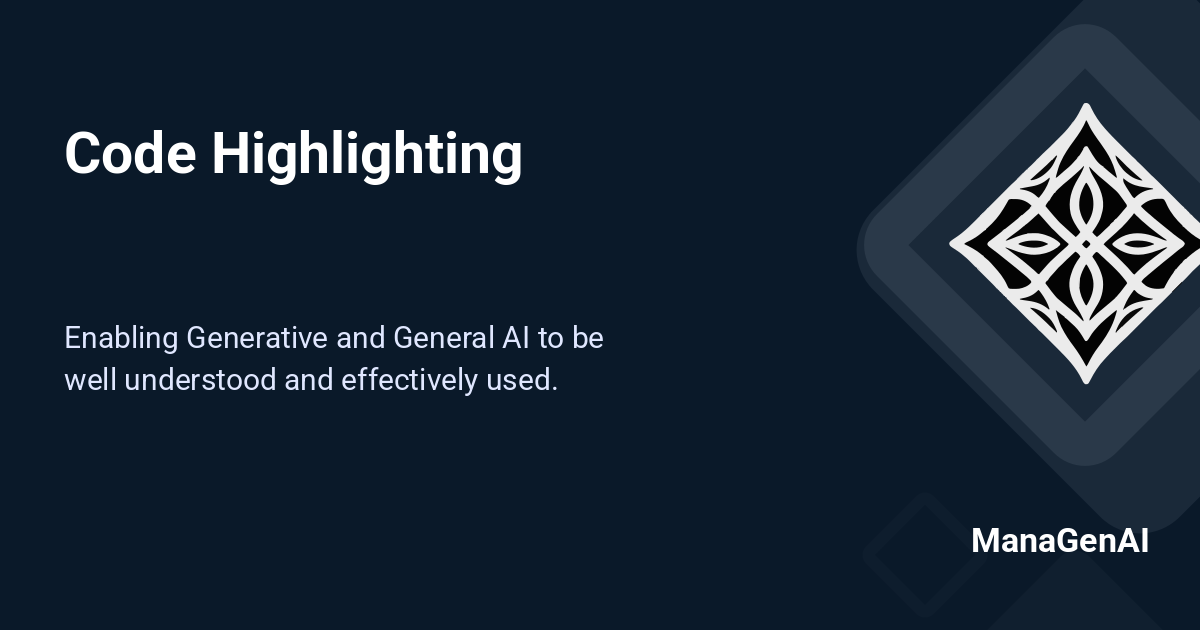 Code Highlighting
Enabling Generative and General AI to be
well understood and effectively used.
ManaGenAI